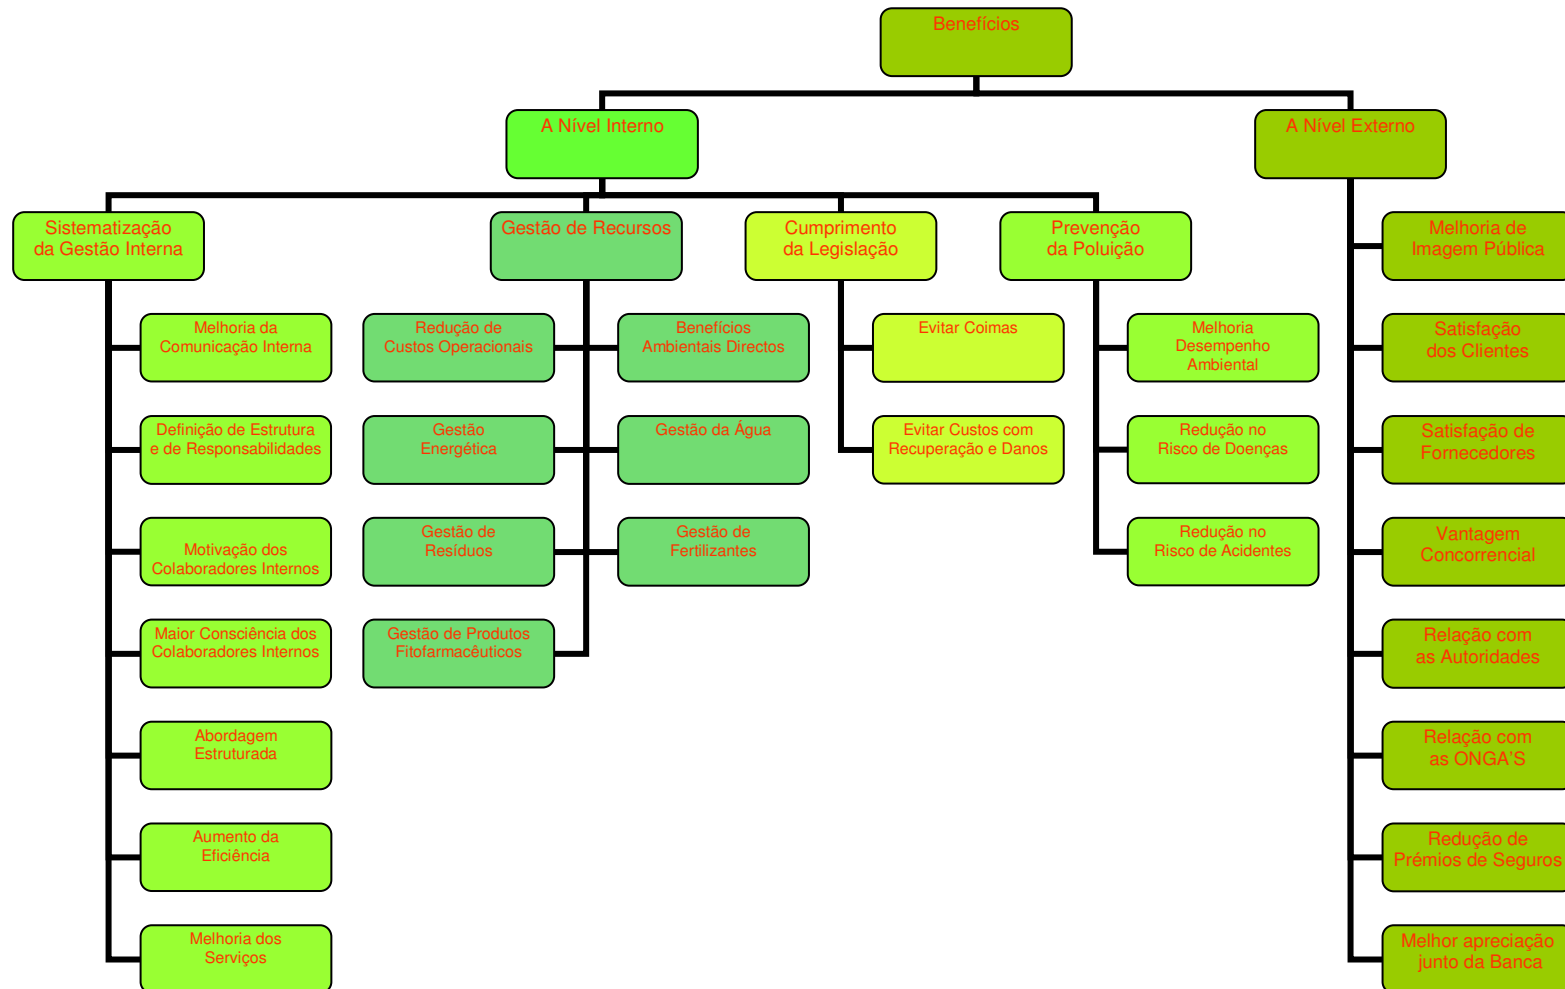 Benefícios
A Nível Interno
A Nível Externo
Sistematização
da Gestão Interna
Gestão de Recursos
Cumprimento
da Legislação
Prevenção
da Poluição
Melhoria de
Imagem Pública
Melhoria da
Comunicação Interna
Redução de
Custos Operacionais
Benefícios
Ambientais Directos
Evitar Coimas
Melhoria
Desempenho
Ambiental
Satisfação
dos Clientes
Definição de Estrutura
e de Responsabilidades
Gestão
Energética
Gestão da Água
Evitar Custos com
Recuperação e Danos
Redução no
Risco de Doenças
Satisfação de
Fornecedores
Motivação dos
Colaboradores Internos
Gestão de
Resíduos
Gestão de
Fertilizantes
Redução no
Risco de Acidentes
Vantagem
Concorrencial
Maior Consciência dos
Colaboradores Internos
Gestão de Produtos
Fitofarmacêuticos
Relação com
as Autoridades
Abordagem
Estruturada
Relação com
as ONGA'S
Aumento da
Eficiência
Redução de
Prémios de Seguros
Melhoria dos
Serviços
Melhor apreciação
junto da Banca